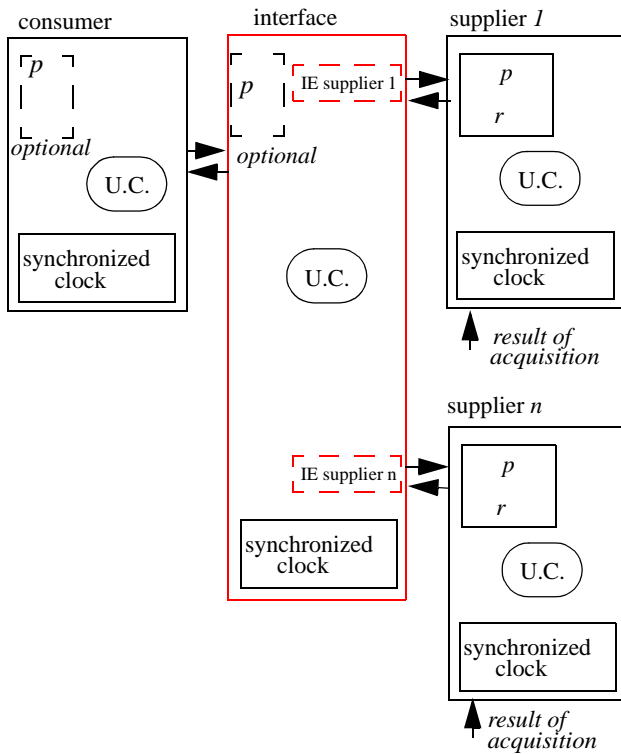 consumer
p
optional
U.C.
synchronized
clock
interface
p
IE supplier 1
optional
U.C.
IE supplier n
synchronized
clock
supplier 1
p
r
U.C.
synchronized
clock
result of
acquisition
supplier n
p
r
U.C.
synchronized
clock
result of
acquisition